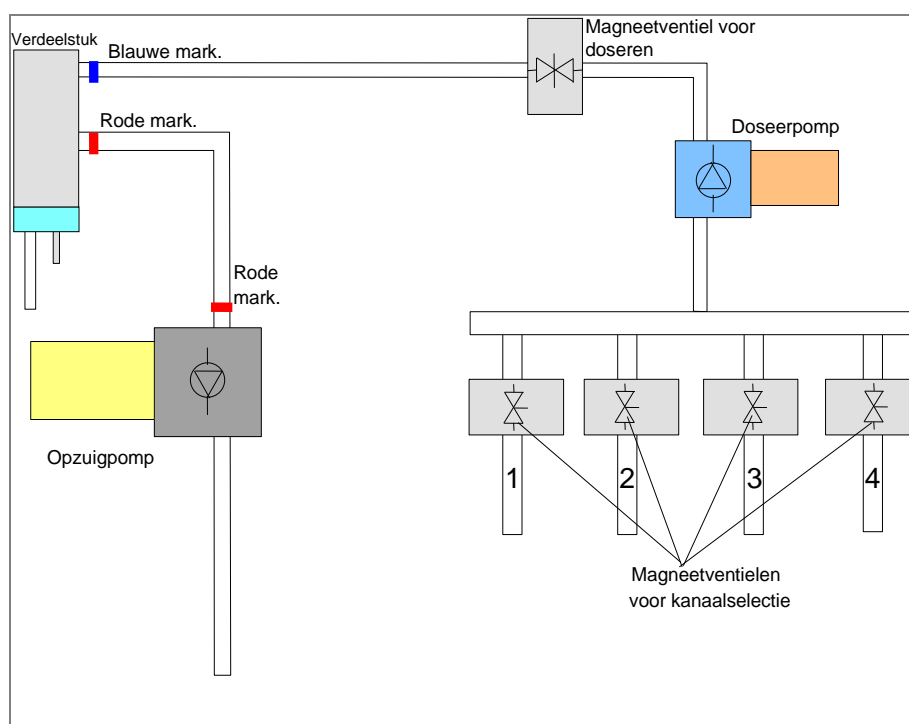 Verdeelstuk
Blauwe mark.
Magneetventiel voor
doseren
Rode mark.
Doseerpomp
Rode
mark.
Opzuigpomp
1
2
3
4
Magneetventielen
voor kanaalselectie